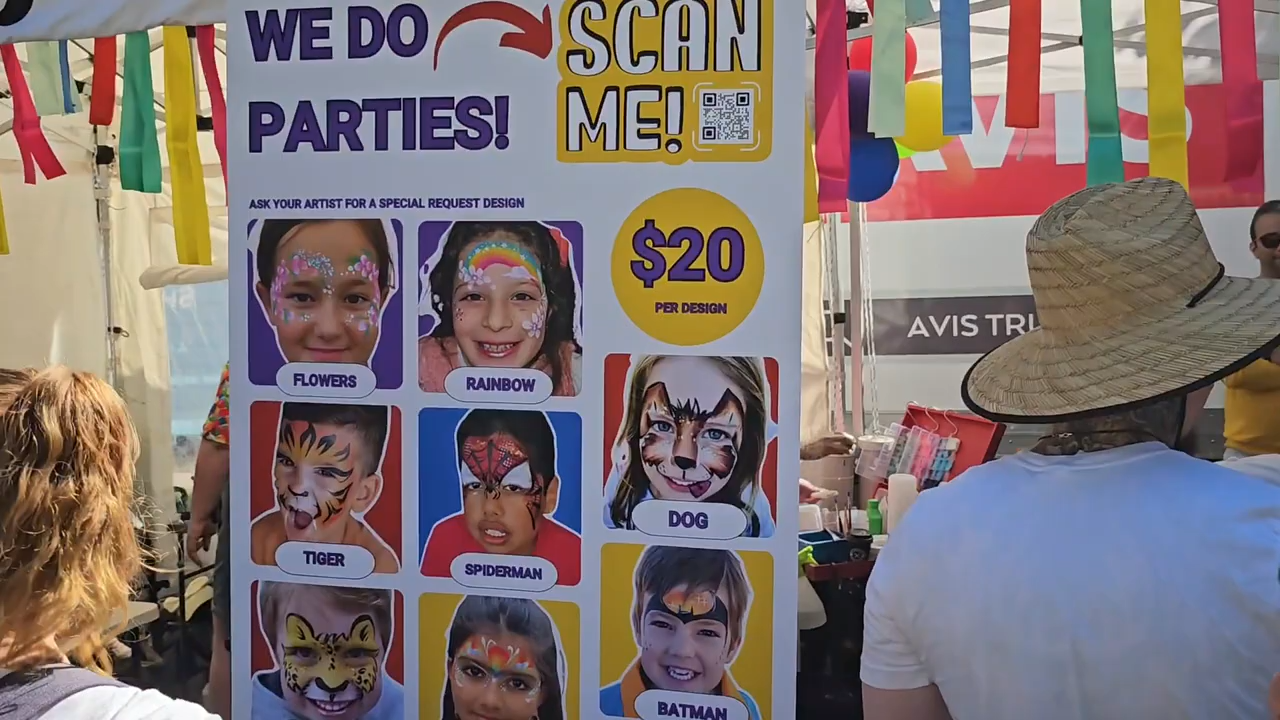 WE DO
PARTIES!
SCAN
ME!
ASK YOUR ARTIST FOR A SPECIAL REQUEST DESIGN
$20
PER DESIGN
FLOWERS
RAINBOW
DOG
TIGER
SPIDERMAN
BATMAN
AVIS
AVIS TRU